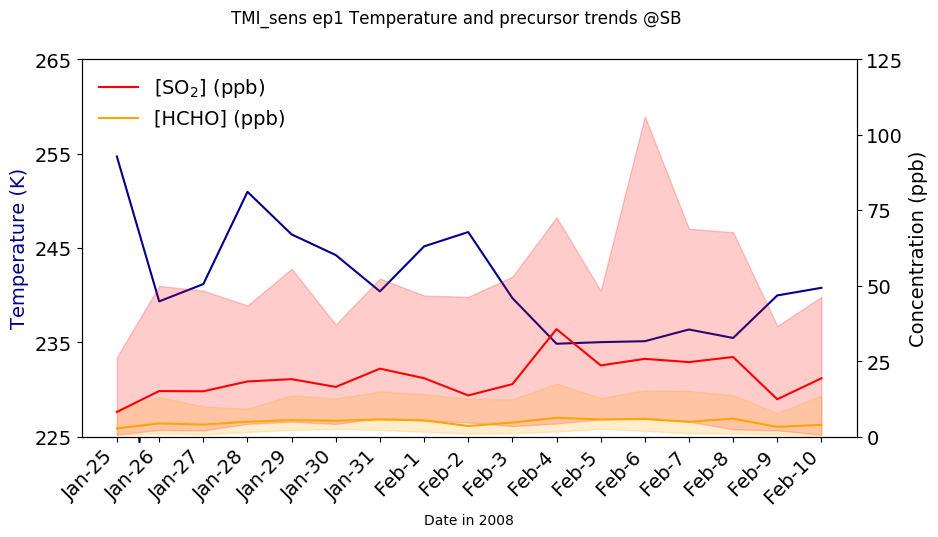 TMI_sens ep1 Temperature and precursor trends @SB
[SO₂] (ppb)
[HCHO] (ppb)
Temperature (K)
265
255
245
235
225
Concentration (ppb)
125
100
75
50
25
0
Jan-25
Jan-26
Jan-27
Jan-28
Jan-29
Jan-30
Jan-31
Feb-1
Feb-2
Feb-3
Feb-4
Feb-5
Feb-6
Feb-7
Feb-8
Feb-9
Feb-10
Date in 2008